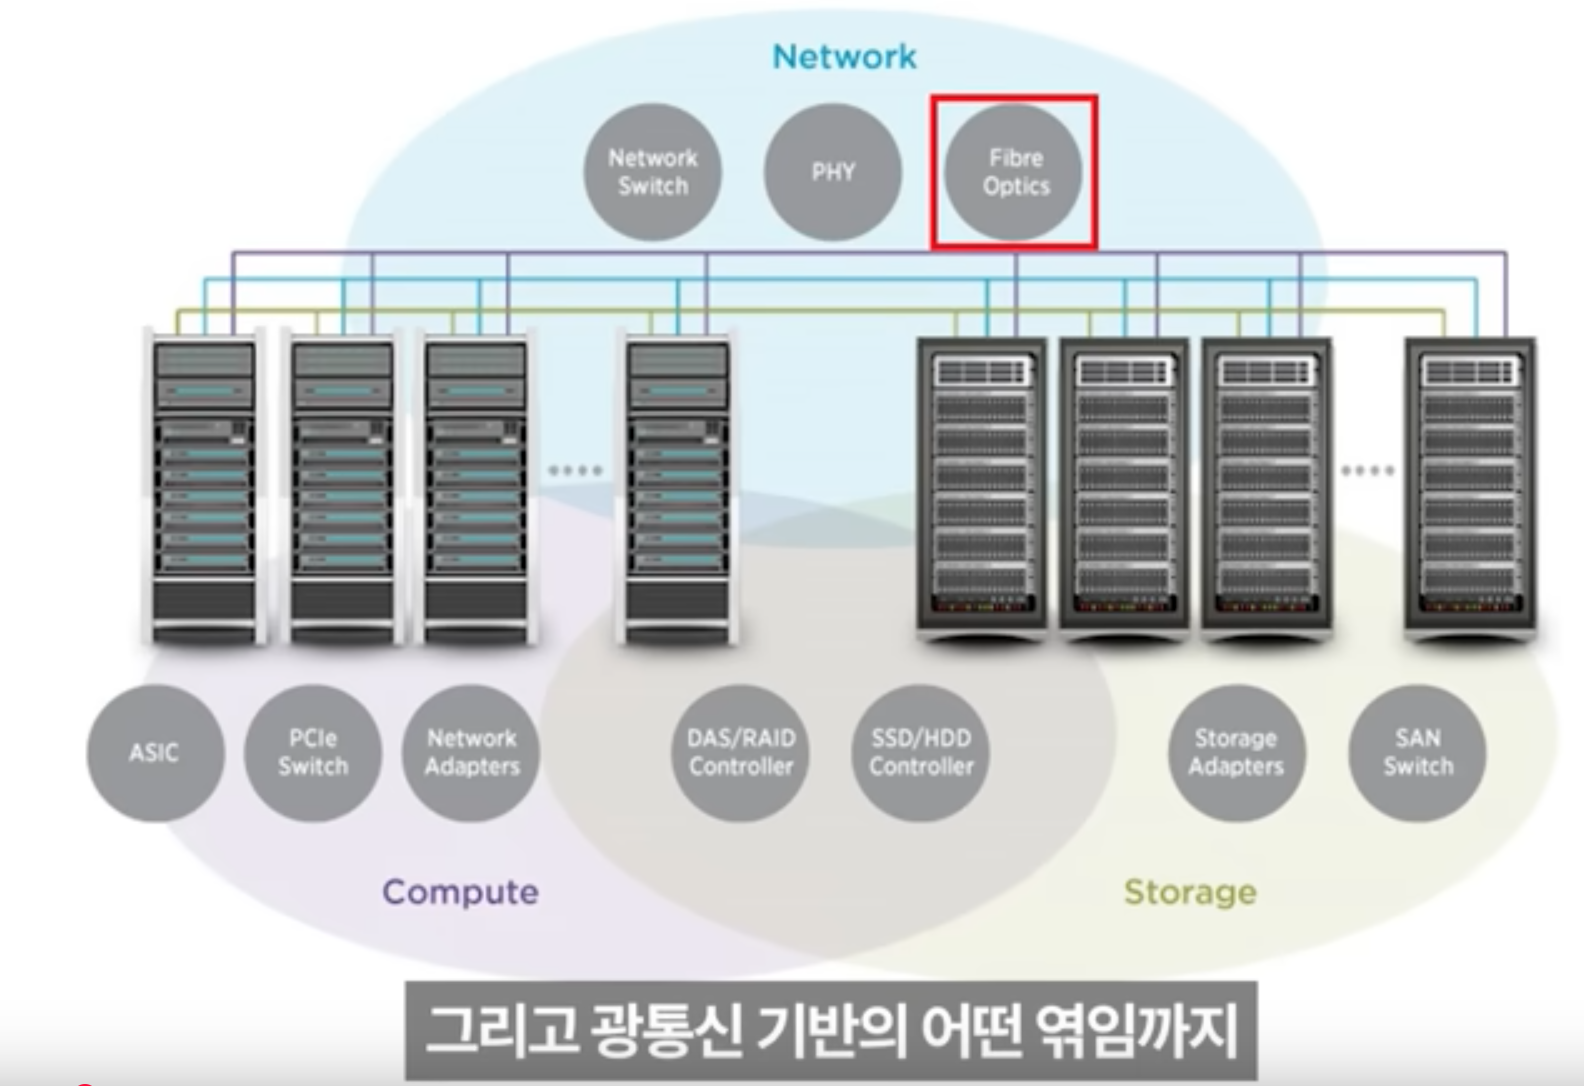 Network
Network
Switch
PHY
Fibre
Optics
ASIC
PCIe
Switch
Network
Adapters
DAS/RAID
Controller
SSD/HDD
Controller
Storage
Adapters
SAN
Switch
Compute
Storage
그리고 광통신 기반의 어떤 엮임까지